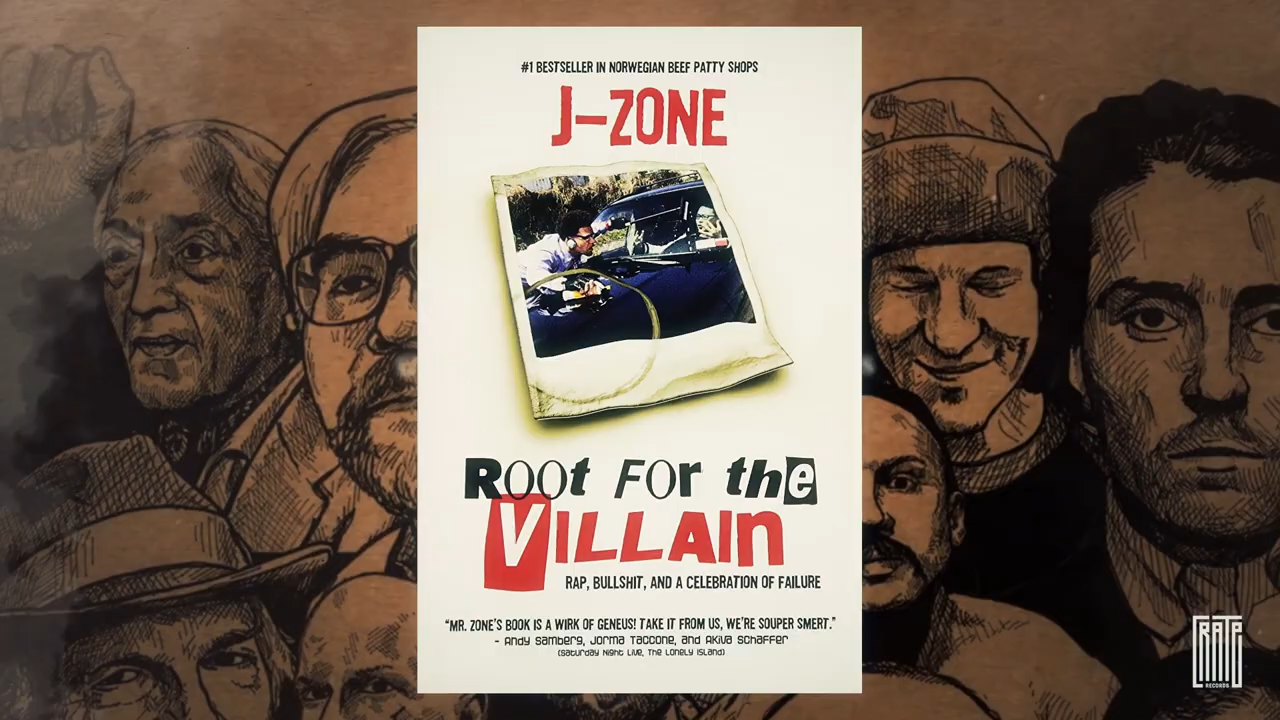 #1 BESTSELLER IN NORWEGIAN BEEF PATTY SHOPS
J-ZONE
ROOt FOr the
VILLAIn
RAP, BULLSHIT, AND A CELEBRATION OF FAILURE
“MR. ZONE’S BOOK IS A WIRK OF GENEUS! TAKE IT FROM US, WE’RE SOUPER SMERT.”
- Andy Samberg, Jorma Taccone, and Akiva Schaffer
(Saturday Night Live, The Lonely Island)
CRATE
RECORDS